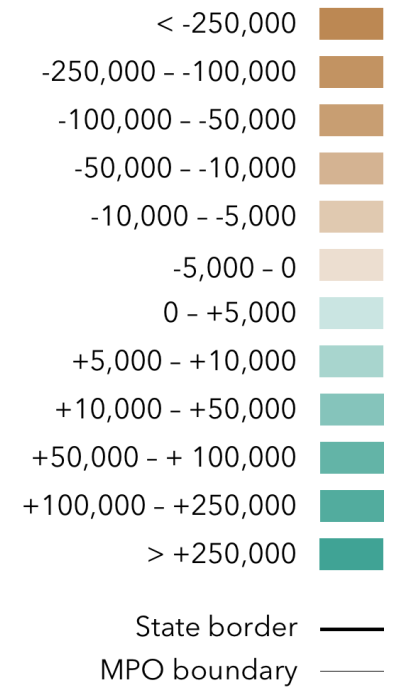 < -250,000
-250,000 – -100,000
-100,000 – -50,000
-50,000 – -10,000
-10,000 – -5,000
-5,000 – 0
0 – +5,000
+5,000 – +10,000
+10,000 – +50,000
+50,000 – + 100,000
+100,000 – +250,000
> +250,000
State border
MPO boundary